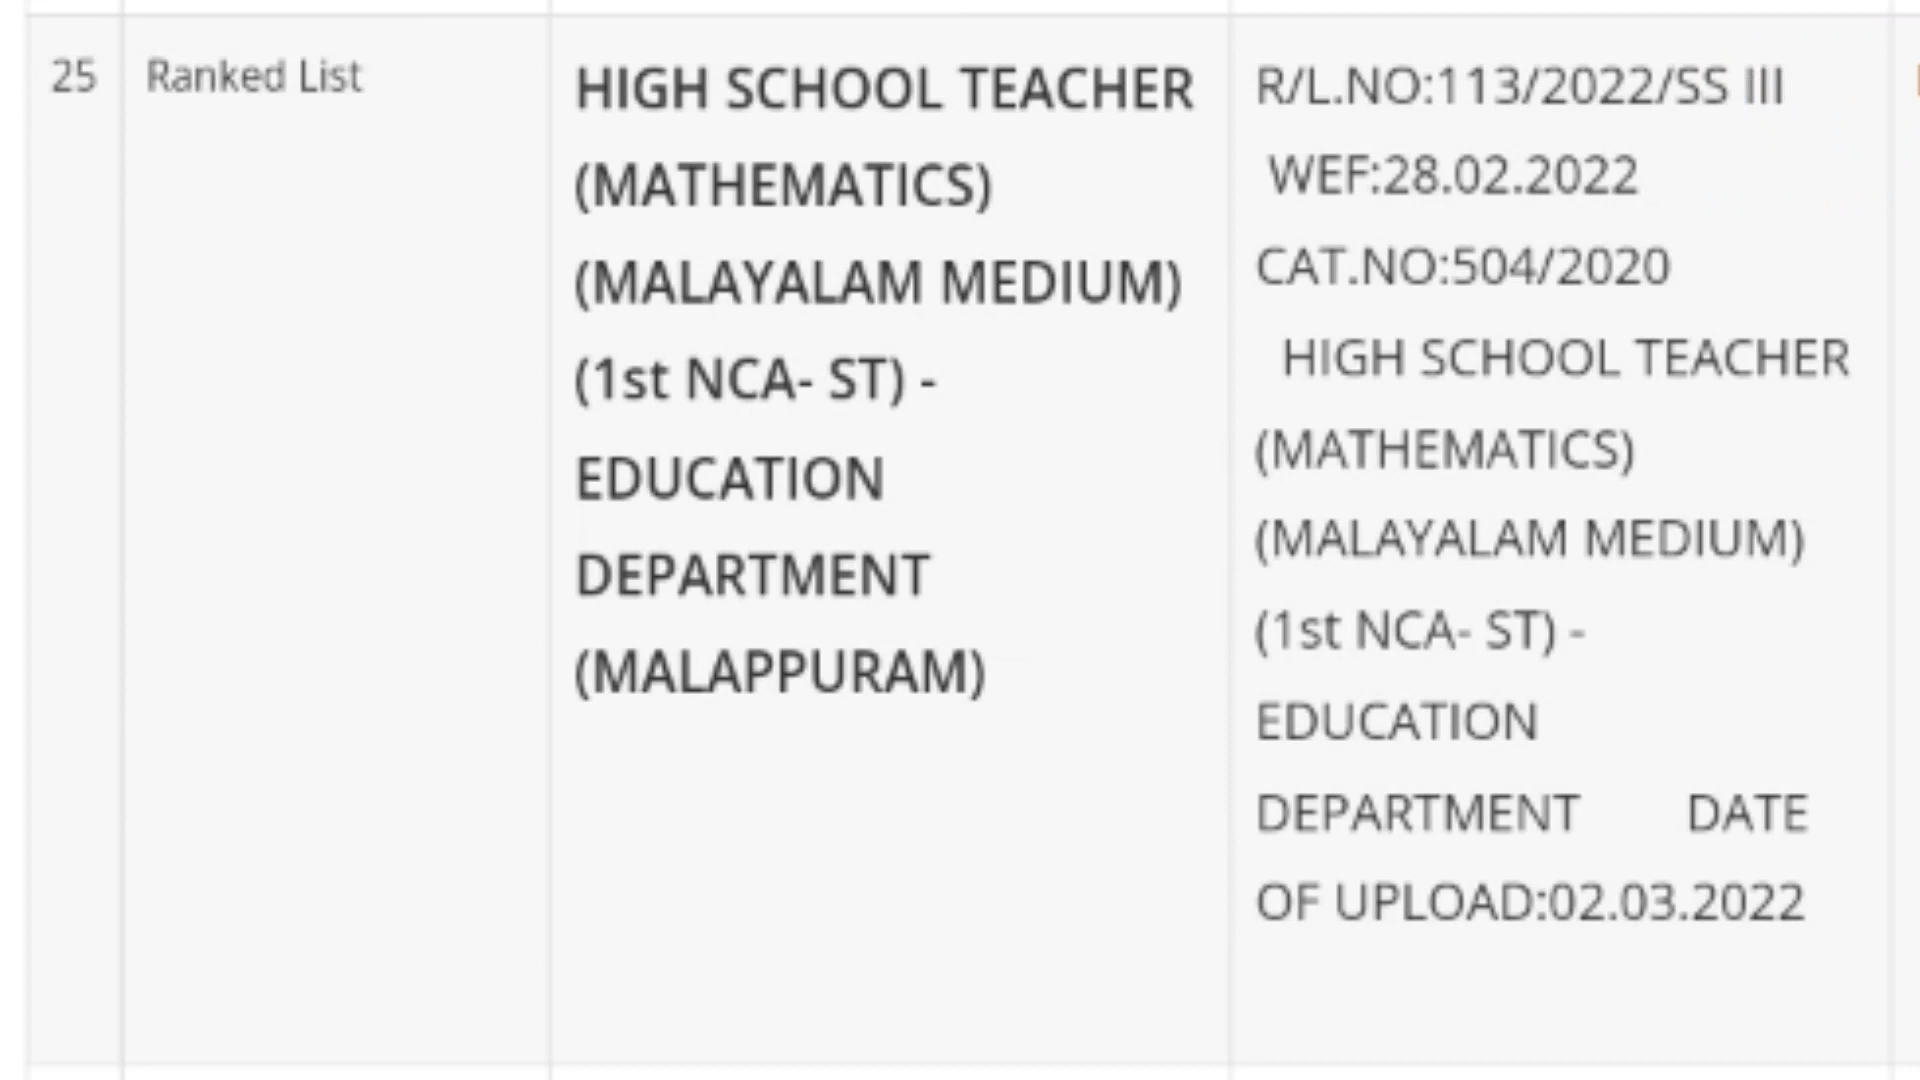 25
Ranked List
HIGH SCHOOL TEACHER
(MATHEMATICS)
(MALAYALAM MEDIUM)
(1st NCA- ST) -
EDUCATION
DEPARTMENT
(MALAPPURAM)
R/L.NO:113/2022/SS III
WEF:28.02.2022
CAT.NO:504/2020
HIGH SCHOOL TEACHER
(MATHEMATICS)
(MALAYALAM MEDIUM)
(1st NCA- ST) -
EDUCATION
DEPARTMENT DATE
OF UPLOAD:02.03.2022